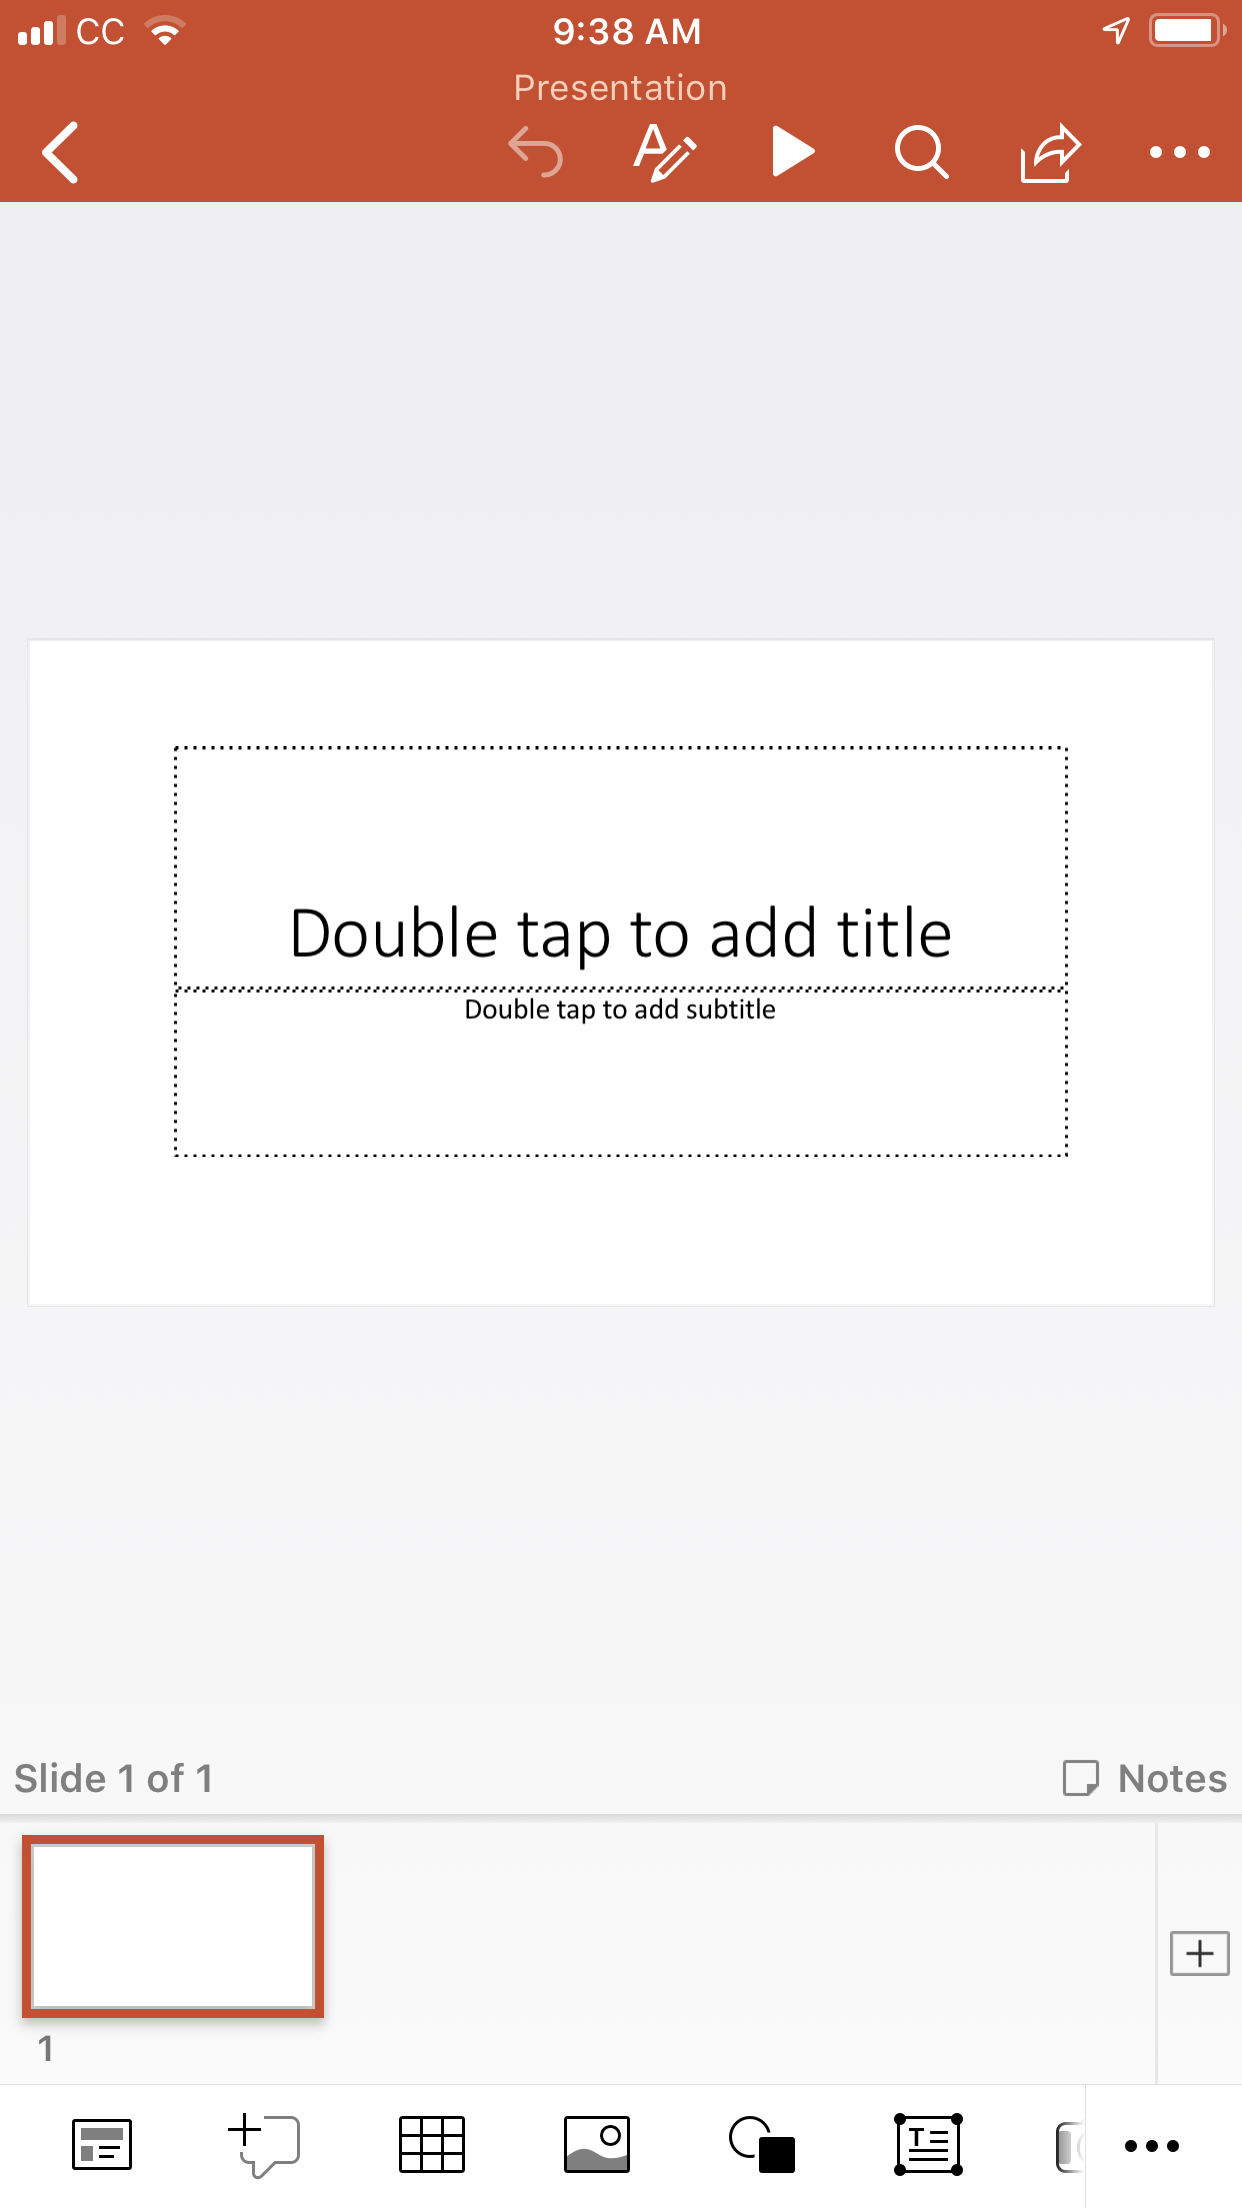 CC 9:38 AM
Presentation
Double tap to add title
Double tap to add subtitle
Slide 1 of 1 Notes
1